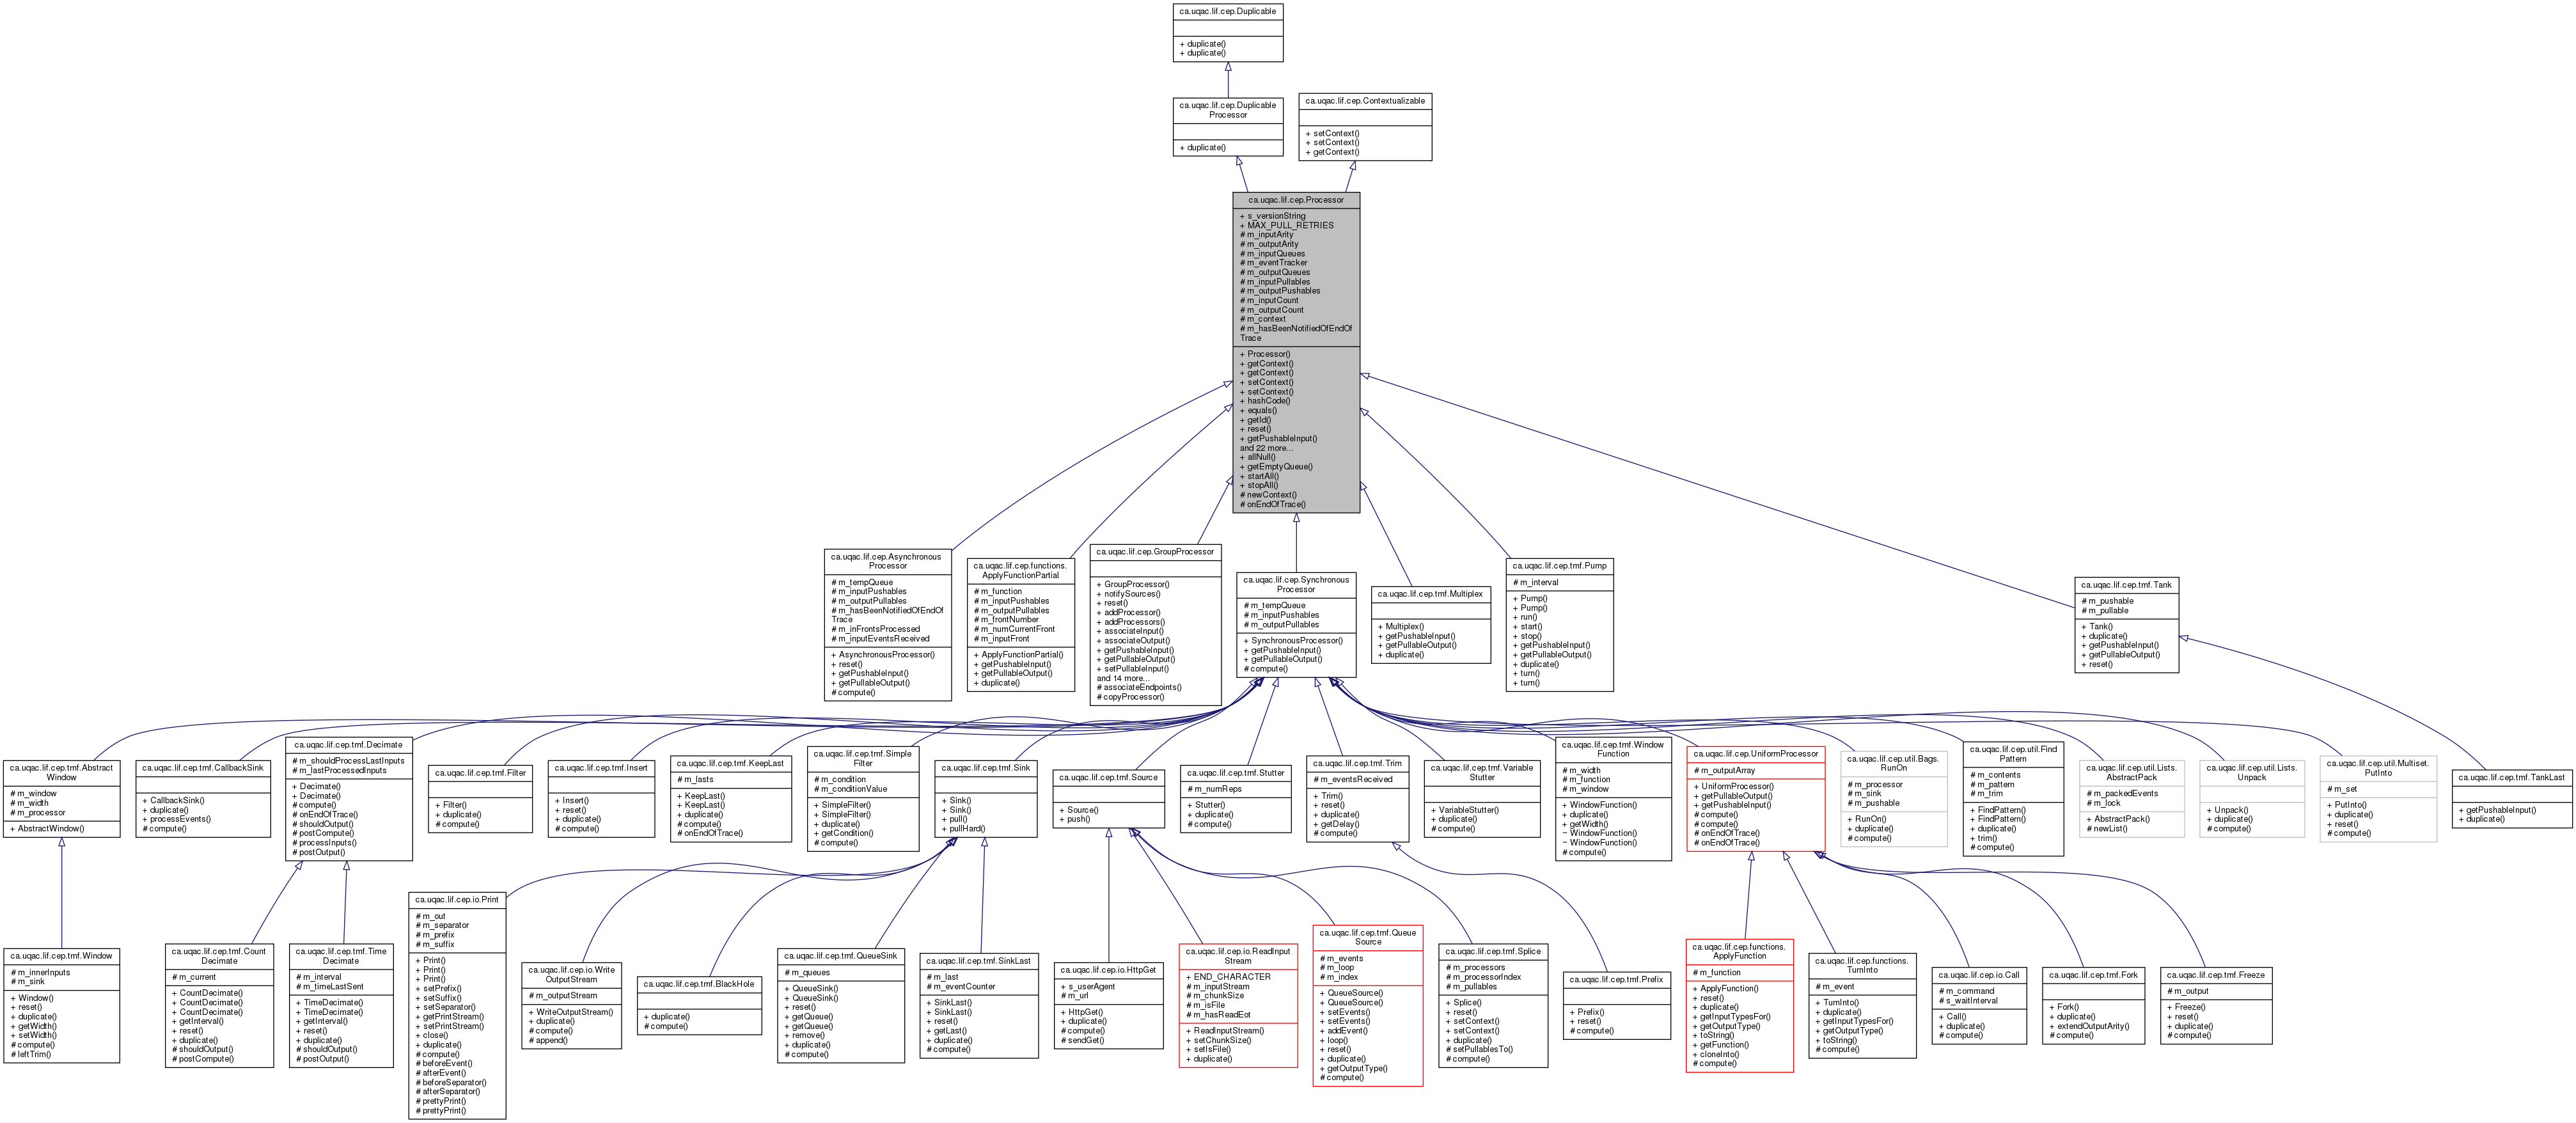 ca.uqac.lif.cep.Duplicable
+ duplicate()
+ duplicate()
ca.uqac.lif.cep.Duplicable
Processor
+ duplicate()
ca.uqac.lif.cep.Contextualizable
+ setContext()
+ setContext()
+ getContext()
ca.uqac.lif.cep.Processor
+ s_versionString
+ MAX_PULL_RETRIES
# m_inputArity
# m_outputArity
# m_inputQueues
# m_eventTracker
# m_outputQueues
# m_inputPullables
# m_outputPushables
# m_inputCount
# m_outputCount
# m_context
# m_hasBeenNotifiedOfEndOf
Trace
+ Processor()
+ getContext()
+ getContext()
+ setContext()
+ setContext()
+ hashCode()
+ equals()
+ getId()
+ reset()
+ getPushableInput()
and 22 more...
+ allNull()
+ getEmptyQueue()
+ startAll()
+ stopAll()
# newContext()
# onEndOfTrace()
ca.uqac.lif.cep.Asynchronous
Processor
# m_tempQueue
# m_inputPushables
# m_outputPullables
# m_hasBeenNotifiedOfEndOf
Trace
# m_inFrontsProcessed
# m_inputEventsReceived
+ AsynchronousProcessor()
+ reset()
+ getPushableInput()
+ getPullableOutput()
# compute()
ca.uqac.lif.cep.functions.
ApplyFunctionPartial
# m_function
# m_inputPushables
# m_outputPullables
# m_frontNumber
# m_numCurrentFront
# m_inputFront
+ ApplyFunctionPartial()
+ getPushableInput()
+ getPullableOutput()
+ duplicate()
ca.uqac.lif.cep.GroupProcessor
+ GroupProcessor()
+ notifySources()
+ reset()
+ addProcessor()
+ addProcessors()
+ associateInput()
+ associateOutput()
+ getPushableInput()
+ getPullableOutput()
+ setPullableInput()
and 14 more...
# associateEndpoints()
# copyProcessor()
ca.uqac.lif.cep.Synchronous
Processor
# m_tempQueue
# m_inputPushables
# m_outputPullables
+ SynchronousProcessor()
+ getPushableInput()
+ getPullableOutput()
# compute()
ca.uqac.lif.cep.tmf.Multiplex
+ Multiplex()
+ getPushableInput()
+ getPullableOutput()
+ duplicate()
ca.uqac.lif.cep.tmf.Pump
# m_interval
+ Pump()
+ Pump()
+ run()
+ start()
+ stop()
+ getPushableInput()
+ getPullableOutput()
+ duplicate()
+ turn()
+ turn()
ca.uqac.lif.cep.tmf.Tank
# m_pushable
# m_pullable
+ Tank()
+ duplicate()
+ getPushableInput()
+ getPullableOutput()
+ reset()
ca.uqac.lif.cep.tmf.Abstract
Window
# m_window
# m_width
# m_processor
+ AbstractWindow()
ca.uqac.lif.cep.tmf.CallbackSink
+ CallbackSink()
+ duplicate()
+ processEvents()
# compute()
ca.uqac.lif.cep.tmf.Decimate
# m_shouldProcessLastInputs
# m_lastProcessedInputs
+ Decimate()
+ Decimate()
# compute()
# onEndOfTrace()
# shouldOutput()
# postCompute()
# processInputs()
# postOutput()
ca.uqac.lif.cep.tmf.Filter
+ Filter()
+ duplicate()
# compute()
ca.uqac.lif.cep.tmf.Insert
+ Insert()
+ reset()
+ duplicate()
# compute()
ca.uqac.lif.cep.tmf.KeepLast
# m_lasts
+ KeepLast()
+ KeepLast()
+ duplicate()
# compute()
# onEndOfTrace()
ca.uqac.lif.cep.tmf.Simple
Filter
# m_condition
# m_conditionValue
+ SimpleFilter()
+ SimpleFilter()
+ duplicate()
+ getCondition()
# compute()
ca.uqac.lif.cep.tmf.Sink
+ Sink()
+ Sink()
+ pull()
+ pullHard()
ca.uqac.lif.cep.tmf.Source
+ Source()
+ push()
ca.uqac.lif.cep.tmf.Stutter
# m_numReps
+ Stutter()
+ duplicate()
# compute()
ca.uqac.lif.cep.tmf.Trim
# m_eventsReceived
+ Trim()
+ reset()
+ duplicate()
+ getDelay()
# compute()
ca.uqac.lif.cep.tmf.Variable
Stutter
+ VariableStutter()
+ duplicate()
# compute()
ca.uqac.lif.cep.tmf.Window
Function
# m_width
# m_function
# m_window
+ WindowFunction()
+ duplicate()
+ getWidth()
~ WindowFunction()
~ WindowFunction()
# compute()
ca.uqac.lif.cep.UniformProcessor
# m_outputArray
+ UniformProcessor()
+ getPullableOutput()
+ getPushableInput()
# compute()
# compute()
# onEndOfTrace()
# onEndOfTrace()
ca.uqac.lif.cep.util.Bags.
RunOn
# m_processor
# m_sink
# m_pushable
+ RunOn()
+ duplicate()
# compute()
ca.uqac.lif.cep.util.Find
Pattern
# m_contents
# m_pattern
# m_trim
+ FindPattern()
+ FindPattern()
+ duplicate()
+ trim()
# compute()
ca.uqac.lif.cep.util.Lists.
AbstractPack
# m_packedEvents
# m_lock
+ AbstractPack()
# newList()
ca.uqac.lif.cep.util.Lists.
Unpack
+ Unpack()
+ duplicate()
# compute()
ca.uqac.lif.cep.util.Multiset.
PutInto
# m_set
+ PutInto()
+ duplicate()
+ reset()
# compute()
ca.uqac.lif.cep.tmf.TankLast
+ getPushableInput()
+ duplicate()
ca.uqac.lif.cep.tmf.Window
# m_innerInputs
# m_sink
+ Window()
+ reset()
+ duplicate()
+ getWidth()
+ setWidth()
# compute()
# leftTrim()
ca.uqac.lif.cep.tmf.Count
Decimate
# m_current
+ CountDecimate()
+ CountDecimate()
+ CountDecimate()
+ getInterval()
+ reset()
+ duplicate()
# shouldOutput()
# postCompute()
ca.uqac.lif.cep.tmf.Time
Decimate
# m_interval
# m_timeLastSent
+ TimeDecimate()
+ TimeDecimate()
+ getInterval()
+ reset()
+ duplicate()
# shouldOutput()
# postOutput()
ca.uqac.lif.cep.io.Print
# m_out
# m_separator
# m_prefix
# m_suffix
+ Print()
+ Print()
+ Print()
+ setPrefix()
+ setSuffix()
+ setSeparator()
+ getPrintStream()
+ setPrintStream()
+ close()
+ duplicate()
# compute()
# beforeEvent()
# afterEvent()
# beforeSeparator()
# afterSeparator()
# prettyPrint()
# prettyPrint()
ca.uqac.lif.cep.io.Write
OutputStream
# m_outputStream
+ WriteOutputStream()
+ duplicate()
# compute()
# append()
ca.uqac.lif.cep.tmf.BlackHole
+ duplicate()
# compute()
ca.uqac.lif.cep.tmf.QueueSink
# m_queues
+ QueueSink()
+ QueueSink()
+ reset()
+ getQueue()
+ getQueue()
+ remove()
+ duplicate()
# compute()
ca.uqac.lif.cep.tmf.SinkLast
# m_last
# m_eventCounter
+ SinkLast()
+ SinkLast()
+ reset()
+ getLast()
+ duplicate()
# compute()
ca.uqac.lif.cep.io.HttpGet
+ s_userAgent
# m_url
+ HttpGet()
+ duplicate()
# compute()
# sendGet()
ca.uqac.lif.cep.io.ReadInput
Stream
+ END_CHARACTER
# m_inputStream
# m_chunkSize
# m_isFile
# m_hasReadEot
+ ReadInputStream()
+ setChunkSize()
+ setIsFile()
+ duplicate()
ca.uqac.lif.cep.tmf.Queue
Source
# m_events
# m_loop
# m_index
+ QueueSource()
+ QueueSource()
+ setEvents()
+ setEvents()
+ addEvent()
+ loop()
+ reset()
+ duplicate()
+ getOutputType()
# compute()
ca.uqac.lif.cep.tmf.Splice
# m_processors
# m_processorIndex
# m_pullables
+ Splice()
+ reset()
+ setContext()
+ setContext()
+ duplicate()
# setPullablesTo()
# compute()
ca.uqac.lif.cep.tmf.Prefix
+ Prefix()
+ reset()
# compute()
ca.uqac.lif.cep.functions.
ApplyFunction
# m_function
+ ApplyFunction()
+ reset()
+ duplicate()
+ getInputTypesFor()
+ getOutputType()
+ toString()
+ getFunction()
+ cloneInto()
# compute()
ca.uqac.lif.cep.functions.
TurnInto
# m_event
+ TurnInto()
+ duplicate()
+ getInputTypesFor()
+ getOutputType()
+ toString()
# compute()
ca.uqac.lif.cep.io.Call
# m_command
# s_waitInterval
+ Call()
+ duplicate()
# compute()
ca.uqac.lif.cep.tmf.Fork
+ Fork()
+ duplicate()
+ extendOutputArity()
# compute()
ca.uqac.lif.cep.tmf.Freeze
# m_output
+ Freeze()
+ reset()
+ duplicate()
# compute()